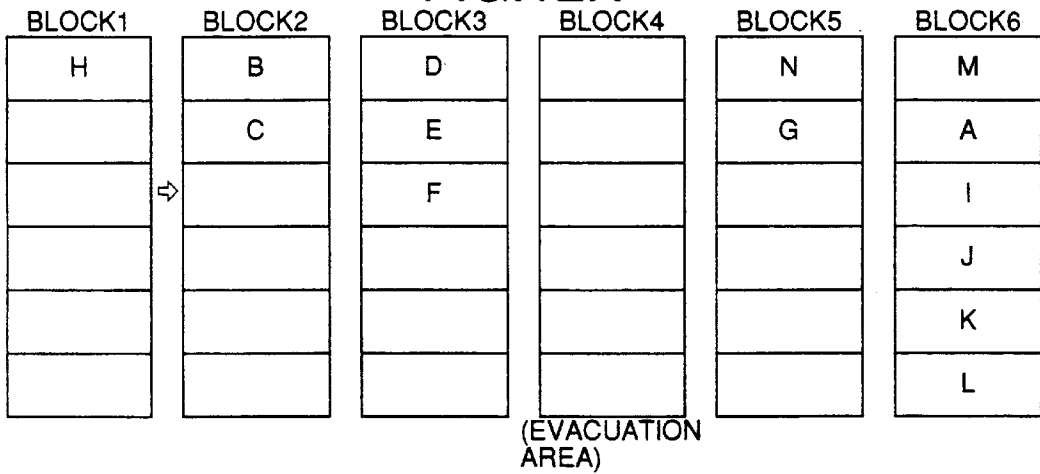 BLOCK1 BLOCK2 BLOCK3 BLOCK4 BLOCK5 BLOCK6
H B D N M
C E G A
F I
J
K
L
(EVACUATION
AREA)